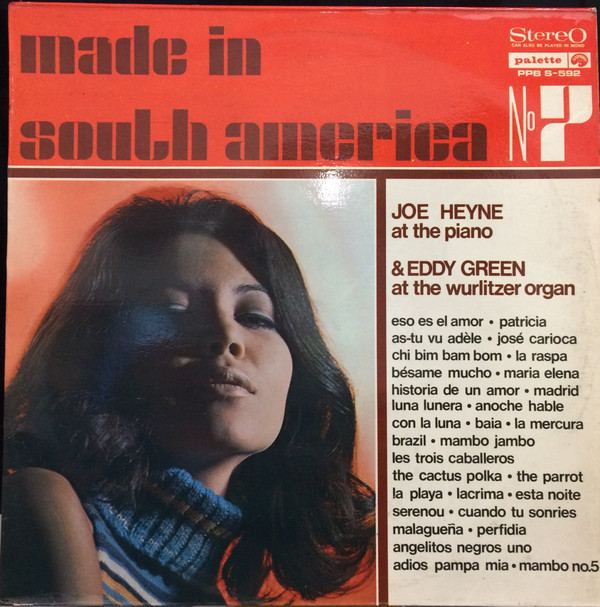 made in
south america
StereO
CAN ALSO BE PLAYED IN MONO
palette
PPB S-592
No 2
JOE HEYNE
at the piano
& EDDY GREEN
at the wurlitzer organ
eso es el amor • patricia
as-tu vu adèle • josé carioca
chi bim bam bom • la raspa
bésame mucho • maria elena
historia de un amor • madrid
luna lunera • anoche hable
con la luna • baia • la mercura
brazil • mambo jambo
les trois caballeros
the cactus polka • the parrot
la playa • lacrima • esta noite
serenou • cuando tu sonries
malagueña • perfidia
angelitos negros uno
adios pampa mia • mambo no.5